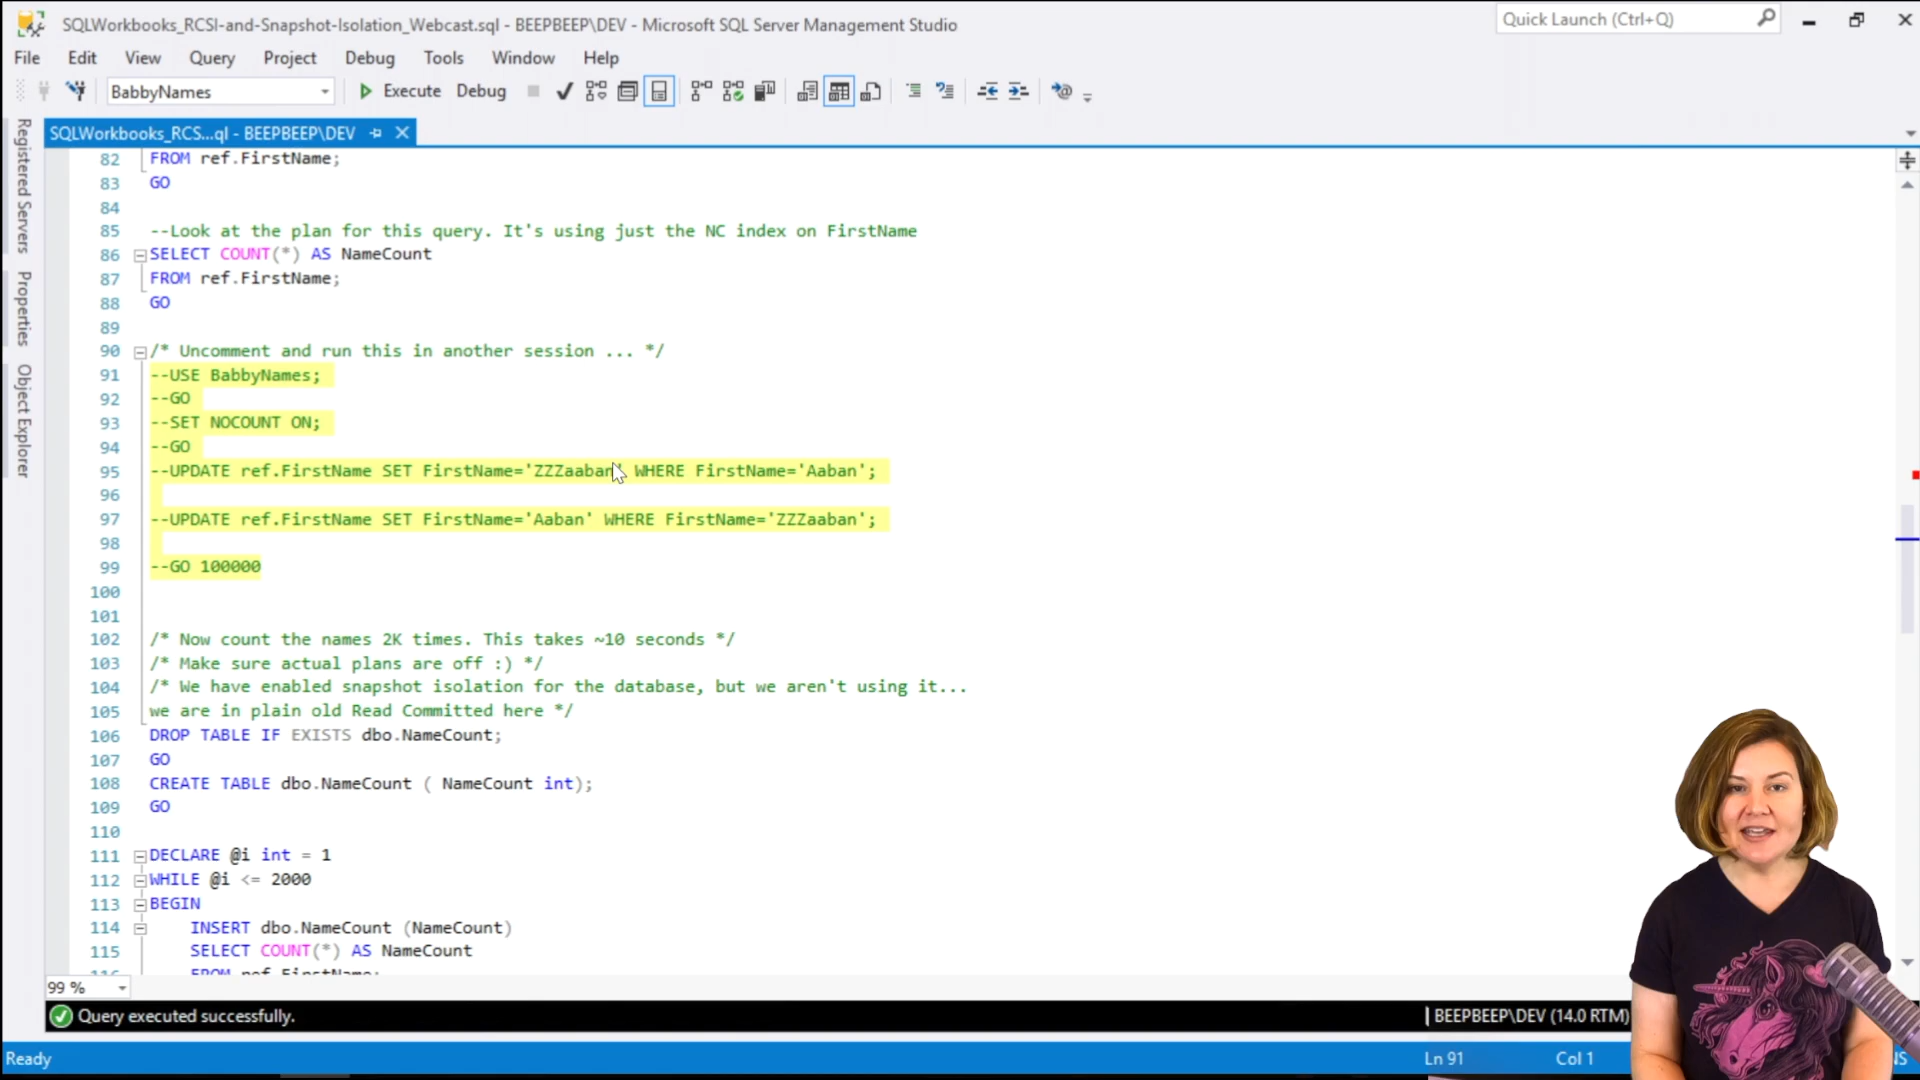 SQLWorkbooks_RCSI-and-Snapshot-Isolation_Webcast.sql - BEEPBEEP\DEV - Microsoft SQL Server Management Studio
Quick Launch (Ctrl+Q)
File Edit View Query Project Debug Tools Window Help
BabbyNames Execute Debug
Registered Servers
Properties
Object Explorer
SQLWorkbooks_RCS...ql - BEEPBEEP\DEV
82 FROM ref.FirstName;
83 GO
84
85 --Look at the plan for this query. It's using just the NC index on FirstName
86 SELECT COUNT(*) AS NameCount
87 FROM ref.FirstName;
88 GO
89
90 /* Uncomment and run this in another session ... */
91 --USE BabbyNames;
92 --GO
93 --SET NOCOUNT ON;
94 --GO
95 --UPDATE ref.FirstName SET FirstName='ZZZaaban' WHERE FirstName='Aaban';
96
97 --UPDATE ref.FirstName SET FirstName='Aaban' WHERE FirstName='ZZZaaban';
98
99 --GO 100000
100
101
102 /* Now count the names 2K times. This takes ~10 seconds */
103 /* Make sure actual plans are off :) */
104 /* We have enabled snapshot isolation for the database, but we aren't using it...
105 we are in plain old Read Committed here */
106 DROP TABLE IF EXISTS dbo.NameCount;
107 GO
108 CREATE TABLE dbo.NameCount ( NameCount int);
109 GO
110
111 DECLARE @i int = 1
112 WHILE @i <= 2000
113 BEGIN
114 INSERT dbo.NameCount (NameCount)
115 SELECT COUNT(*) AS NameCount
116 FROM ref.FirstName;
99 %
Query executed successfully. BEEPBEEP\DEV (14.0 RTM)
Ready Ln 91 Col 1